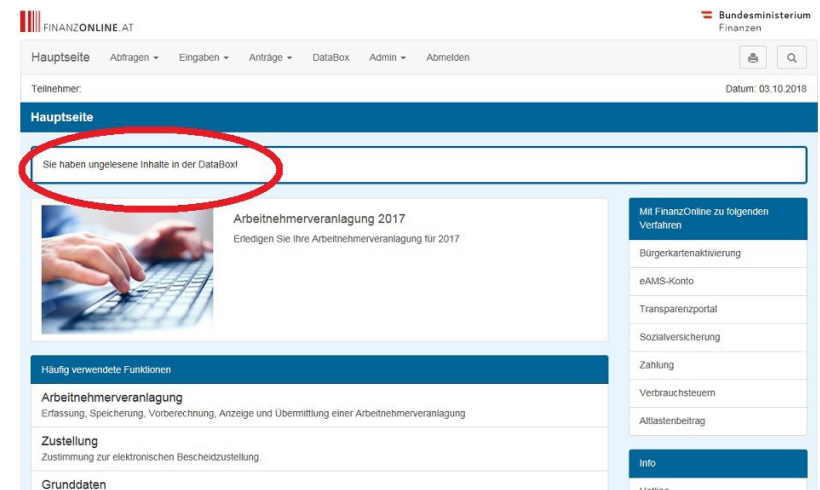 FINANZONLINE.AT
Bundesministerium
Finanzen
Hauptseite Abfragen Eingaben Anträge DataBox Admin Abmelden
Teilnehmer: Datum: 03.10.2018
Hauptseite
Sie haben ungelesene Inhalte in der DataBox!
Arbeitnehmerveranlagung 2017
Erledigen Sie Ihre Arbeitnehmerveranlagung für 2017
Häufig verwendete Funktionen
Arbeitnehmerveranlagung
Erfassung, Speicherung, Vorberechnung, Anzeige und Übermittlung einer Arbeitnehmerveranlagung
Zustellung
Zustimmung zur elektronischen Bescheidzustellung.
Grunddaten
Mit FinanzOnline zu folgenden
Verfahren
Bürgerkartenaktivierung
eAMS-Konto
Transparenzportal
Sozialversicherung
Zahlung
Verbrauchsteuern
Altlastenbeitrag
Info